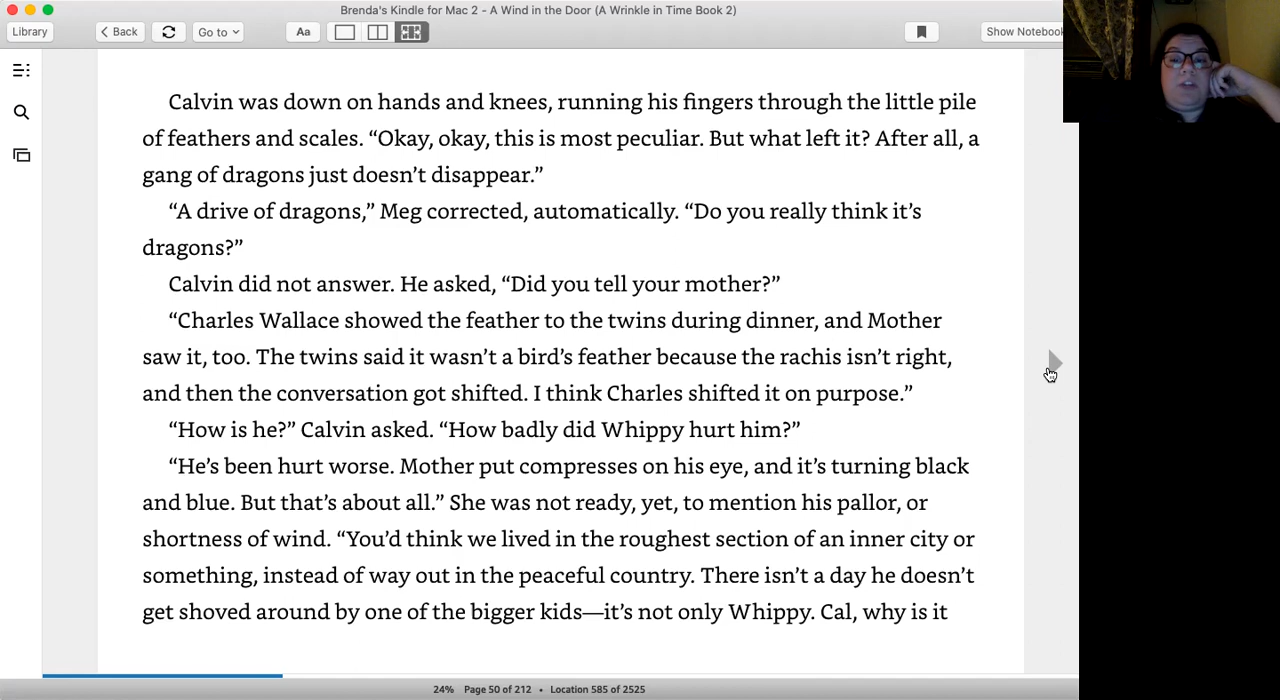 Brenda's Kindle for Mac 2 - A Wind in the Door (A Wrinkle in Time Book 2)
Library
Back
Go to
Aa
Show Notebook
Calvin was down on hands and knees, running his fingers through the little pile
of feathers and scales. “Okay, okay, this is most peculiar. But what left it? After all, a
gang of dragons just doesn’t disappear.”
“A drive of dragons,” Meg corrected, automatically. “Do you really think it’s
dragons?”
Calvin did not answer. He asked, “Did you tell your mother?”
“Charles Wallace showed the feather to the twins during dinner, and Mother
saw it, too. The twins said it wasn’t a bird’s feather because the rachis isn’t right,
and then the conversation got shifted. I think Charles shifted it on purpose.”
“How is he?” Calvin asked. “How badly did Whippy hurt him?”
“He’s been hurt worse. Mother put compresses on his eye, and it’s turning black
and blue. But that’s about all.” She was not ready, yet, to mention his pallor, or
shortness of wind. “You’d think we lived in the roughest section of an inner city or
something, instead of way out in the peaceful country. There isn’t a day he doesn’t
get shoved around by one of the bigger kids—it’s not only Whippy. Cal, why is it
24% Page 50 of 212 • Location 585 of 2525